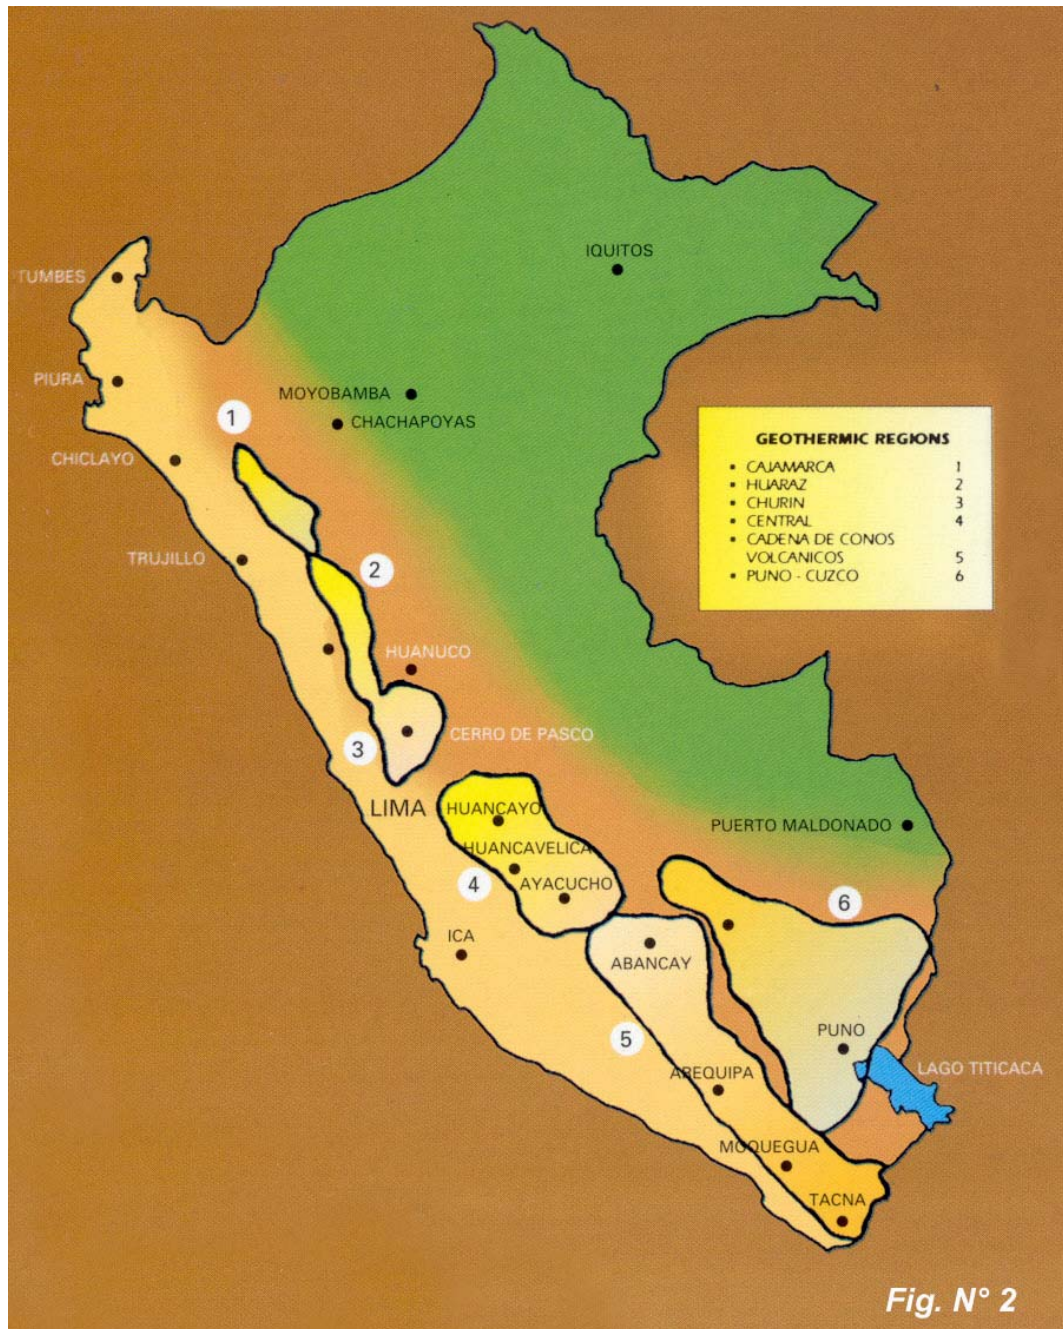 IQUITOS
TUMBES
PIURA
MOYOBAMBA
CHACHAPOYAS
1
CHICLAYO
GEOTHERMIC REGIONS
• CAJAMARCA 1
• HUARAZ 2
• CHURIN 3
• CENTRAL 4
• CADENA DE CONOS
VOLCANICOS 5
• PUNO - CUZCO 6
TRUJILLO
2
HUANUCO
CERRO DE PASCO
3
LIMA
HUANCAYO
PUERTO MALDONADO
HUANCAVELICA
4
AYACUCHO
6
ICA
ABANCAY
5
PUNO
LAGO TITICACA
AREQUIPA
MOQUEGUA
TACNA
Fig. N° 2